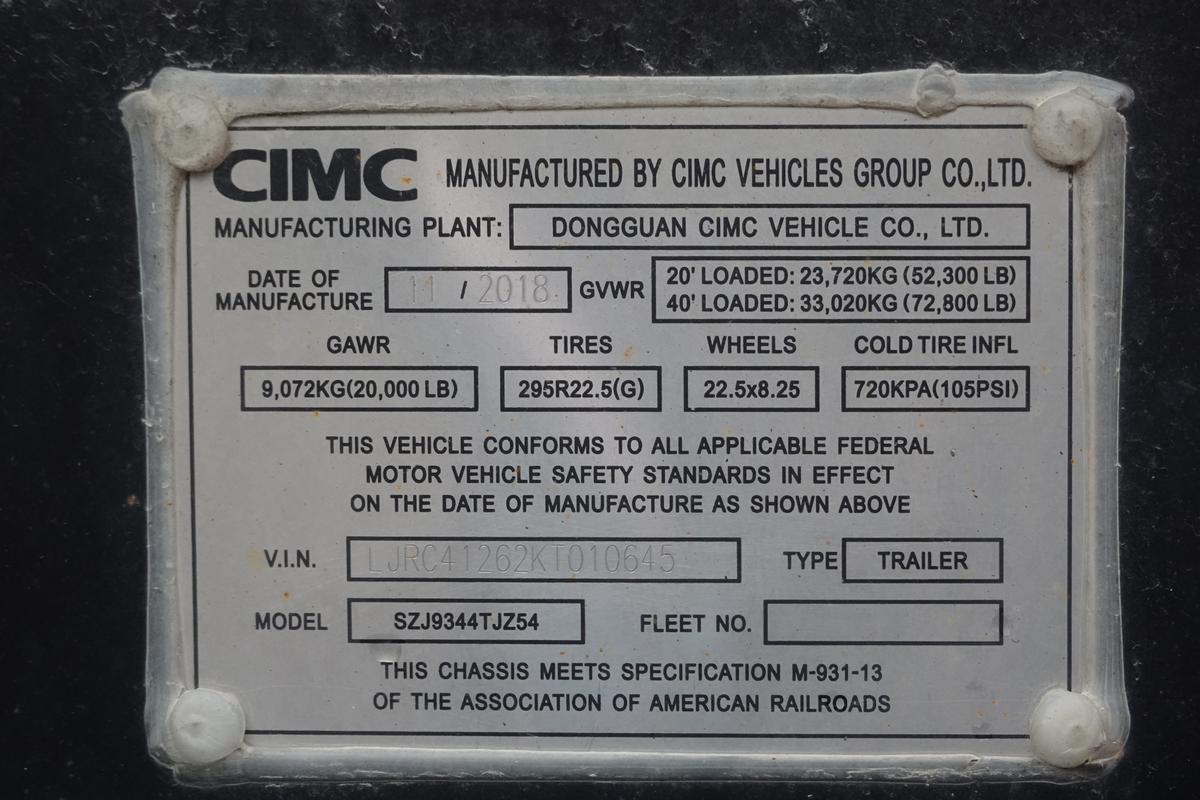 CIMC MANUFACTURED BY CIMC VEHICLES GROUP CO.,LTD.
MANUFACTURING PLANT: DONGGUAN CIMC VEHICLE CO., LTD.
DATE OF MANUFACTURE 11 / 2018 GVWR 20' LOADED: 23,720KG (52,300 LB)
40' LOADED: 33,020KG (72,800 LB)
GAWR TIRES WHEELS COLD TIRE INFL
9,072KG(20,000 LB) 295R22.5(G) 22.5x8.25 720KPA(105PSI)
THIS VEHICLE CONFORMS TO ALL APPLICABLE FEDERAL
MOTOR VEHICLE SAFETY STANDARDS IN EFFECT
ON THE DATE OF MANUFACTURE AS SHOWN ABOVE
V.I.N. LJRC41262KT010645 TYPE TRAILER
MODEL SZJ9344TJZ54 FLEET NO.
THIS CHASSIS MEETS SPECIFICATION M-931-13
OF THE ASSOCIATION OF AMERICAN RAILROADS